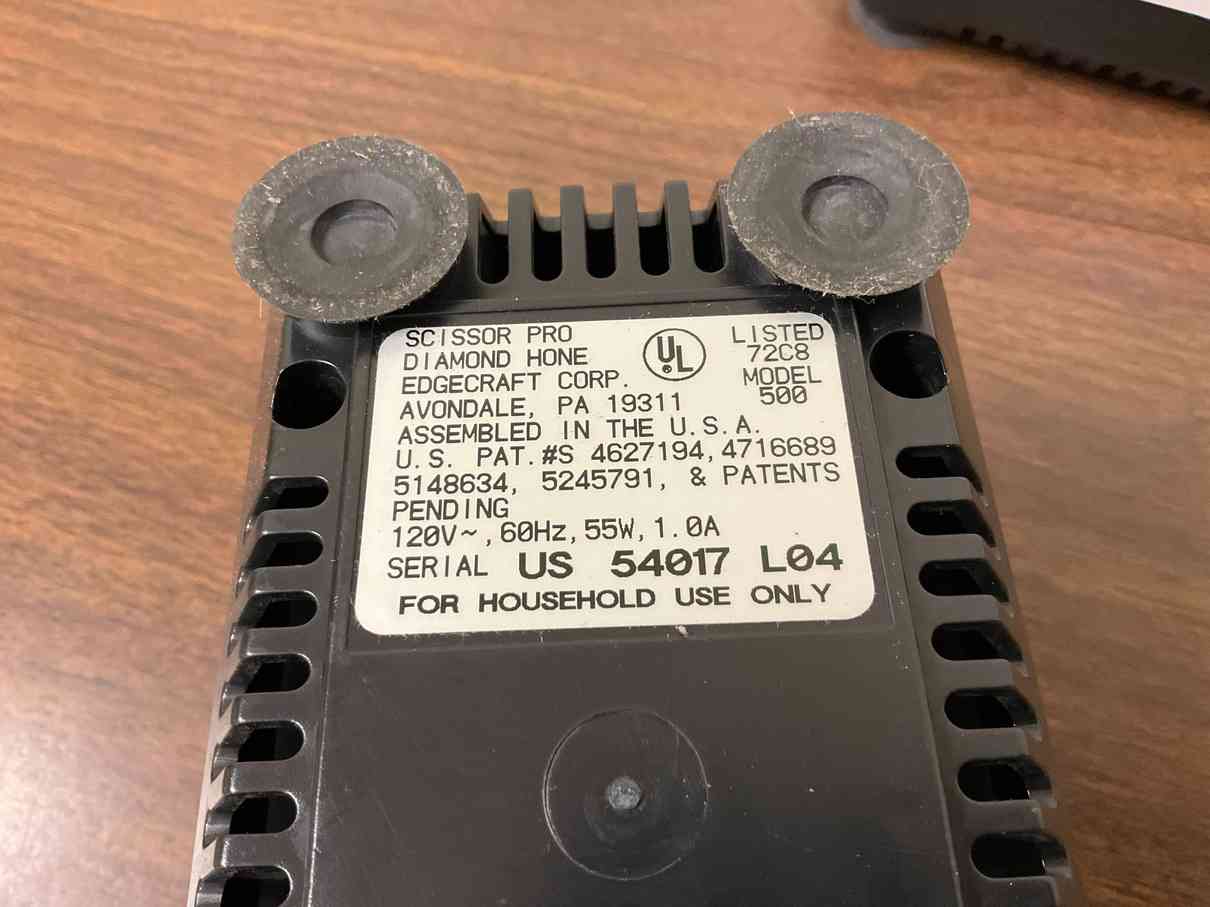 SCISSOR PRO
DIAMOND HONE
EDGECRAFT CORP.
AVONDALE, PA 19311
UL
®
LISTED
72C8
MODEL
500
ASSEMBLED IN THE U.S.A.
U.S. PAT.#S 4627194,4716689
5148634, 5245791, & PATENTS
PENDING
120V~,60Hz,55W,1.0A
SERIAL US 54017 L04
FOR HOUSEHOLD USE ONLY